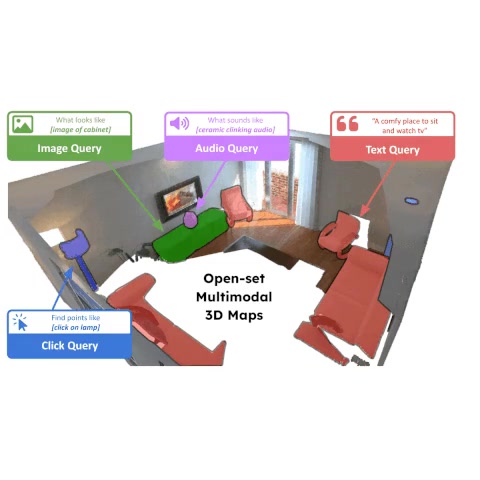 What looks like
[image of cabinet]
Image Query
What sounds like
[ceramic clinking audio]
Audio Query
"A comfy place to sit
and watch tv"
Text Query
Open-set
Multimodal
3D Maps
Find points like
[click on lamp]
Click Query